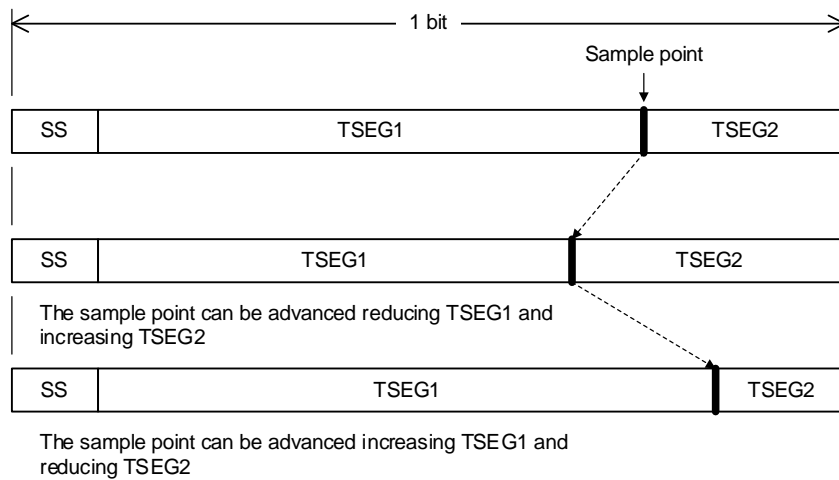 1 bit
Sample point
SS TSEG1 TSEG2
SS TSEG1 TSEG2
The sample point can be advanced reducing TSEG1 and
increasing TSEG2
SS TSEG1 TSEG2
The sample point can be advanced increasing TSEG1 and
reducing TSEG2